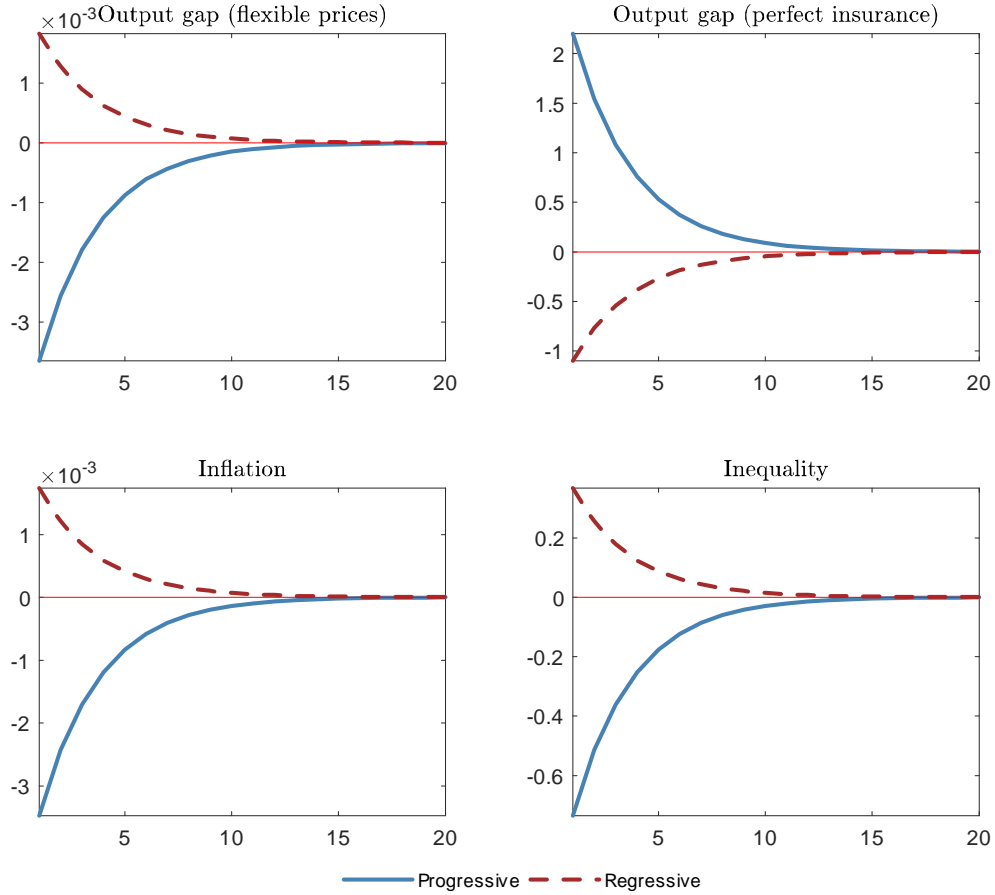 ×10-3 Output gap (flexible prices)
1
0
-1
-2
-3
5 10 15 20
Output gap (perfect insurance)
2
1.5
1
0.5
0
-0.5
-1
5 10 15 20
×10-3 Inflation
1
0
-1
-2
-3
5 10 15 20
Inequality
0.2
0
-0.2
-0.4
-0.6
5 10 15 20
Progressive Regressive